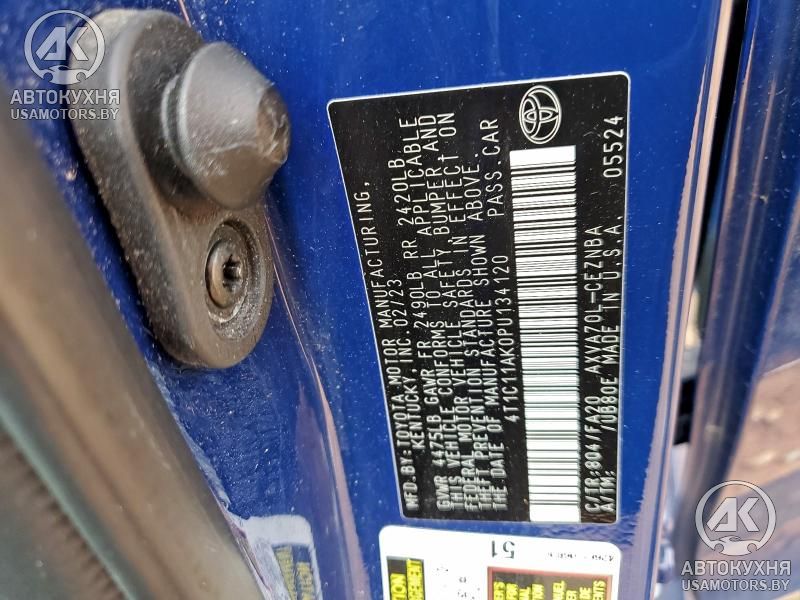 АВТОКУХНЯ
USAMOTORS.BY
MFD.BY: TOYOTA MOTOR MANUFACTURING,
KENTUCKY, INC. 02/23
GVWR 4475LB GAWR FR 2490LB RR 2420LB
THIS VEHICLE CONFORMS TO ALL APPLICABLE
FEDERAL MOTOR VEHICLE SAFETY, BUMPER AND
THEFT PREVENTION STANDARDS IN EFFECT ON
THE DATE OF MANUFACTURE SHOWN ABOVE.
4T1C11AK0PU134120 PASS. CAR
C/TR:8Q4/FA20 AXVA70L-CEZNBA
A/TM: /UB80E MADE IN U.S.A. 05524
51
АВТОКУХНЯ
USAMOTORS.BY